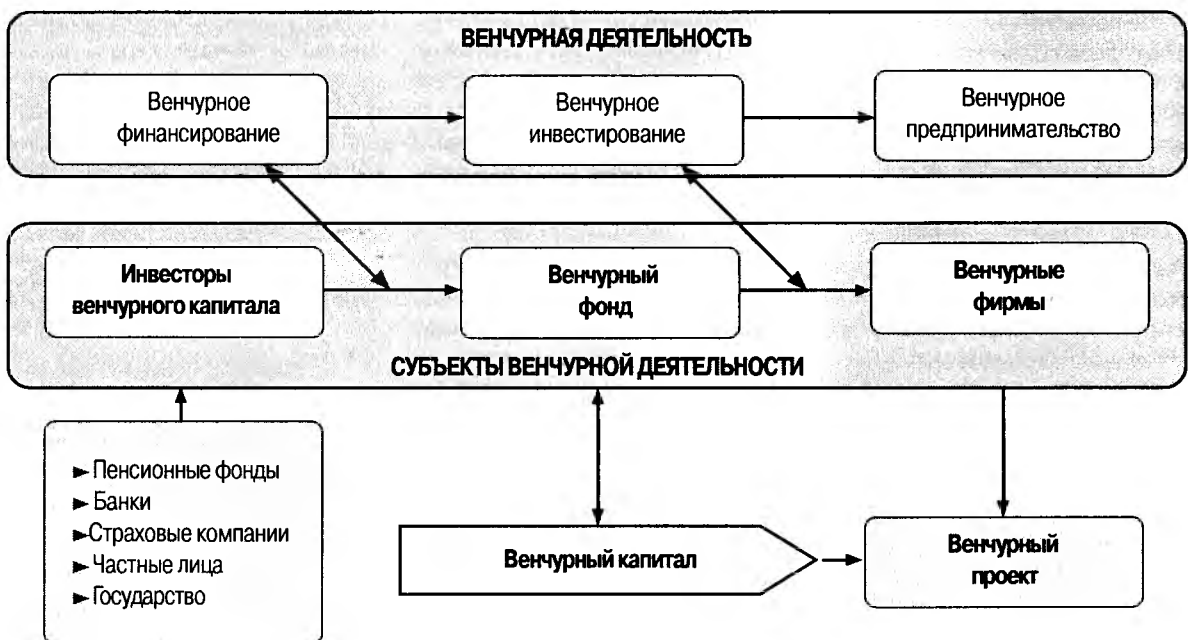 ВЕНЧУРНАЯ ДЕЯТЕЛЬНОСТЬ
Венчурное
финансирование
Венчурное
инвестирование
Венчурное
предпринимательство
Инвесторы
венчурного капитала
Венчурный
фонд
Венчурные
фирмы
СУБЪЕКТЫ ВЕНЧУРНОЙ ДЕЯТЕЛЬНОСТИ
► Пенсионные фонды
► Банки
►Страховые компании
► Частные лица
► Государство
Венчурный капитал
Венчурный
проект